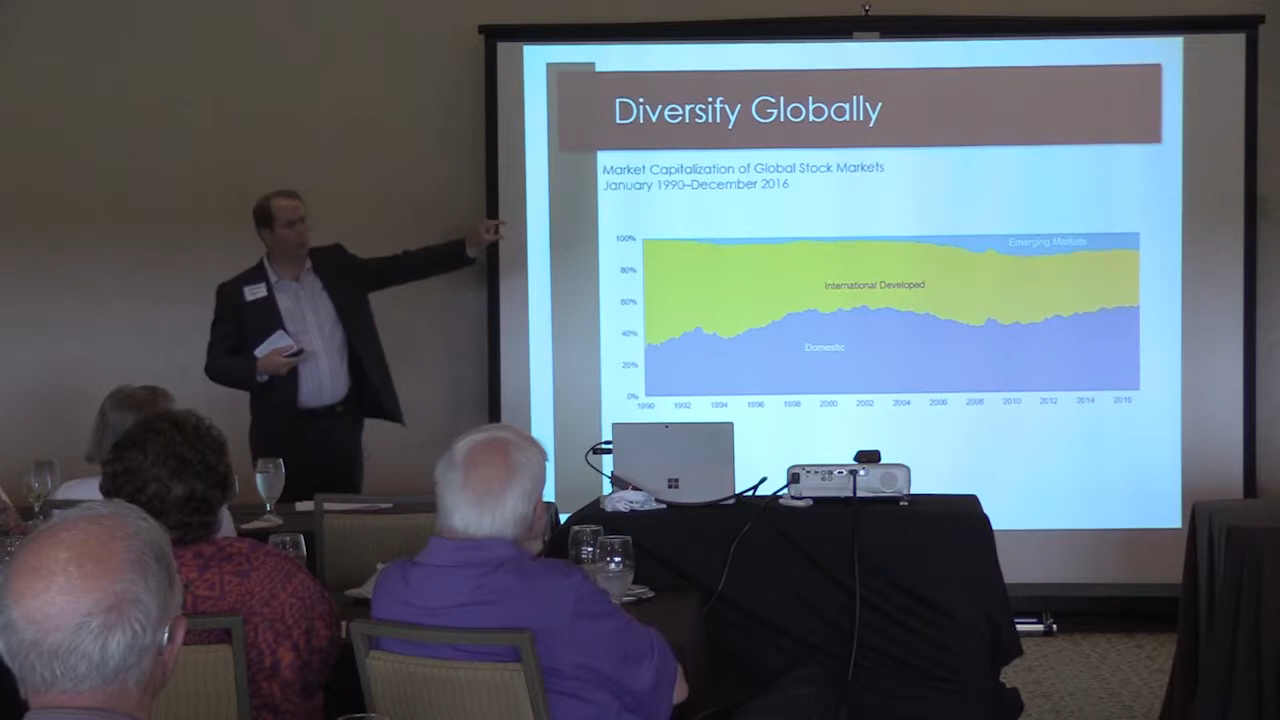 Diversify Globally
Market Capitalization of Global Stock Markets
January 1990–December 2016
100%
80%
60%
40%
20%
0%
Emerging Markets
International Developed
Domestic
1990 1992 1994 1996 1998 2000 2002 2004 2006 2008 2010 2012 2014 2016